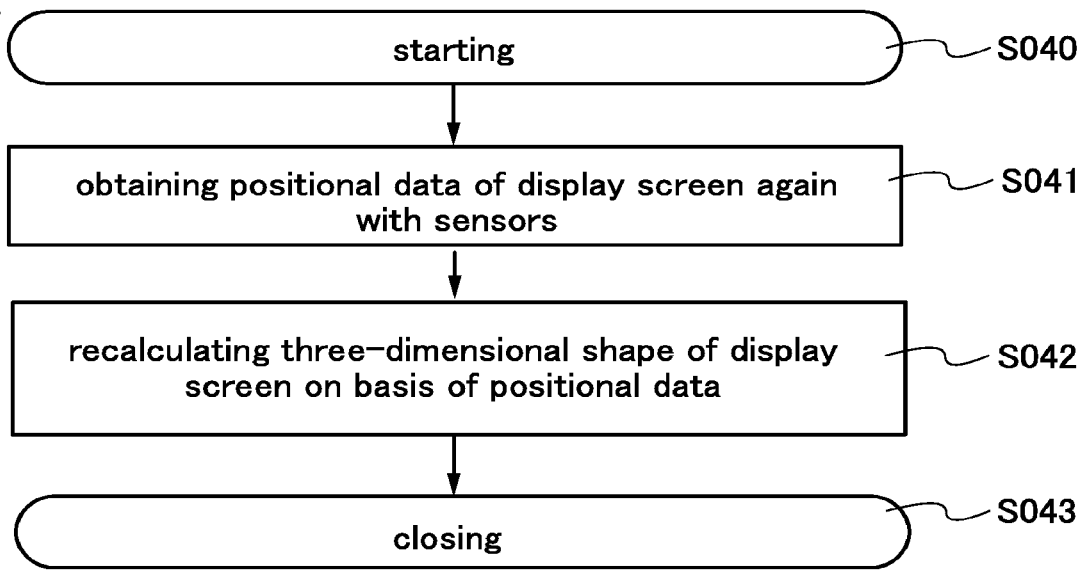 starting
S040
obtaining positional data of display screen again
with sensors
S041
recalculating three-dimensional shape of display
screen on basis of positional data
S042
closing
S043